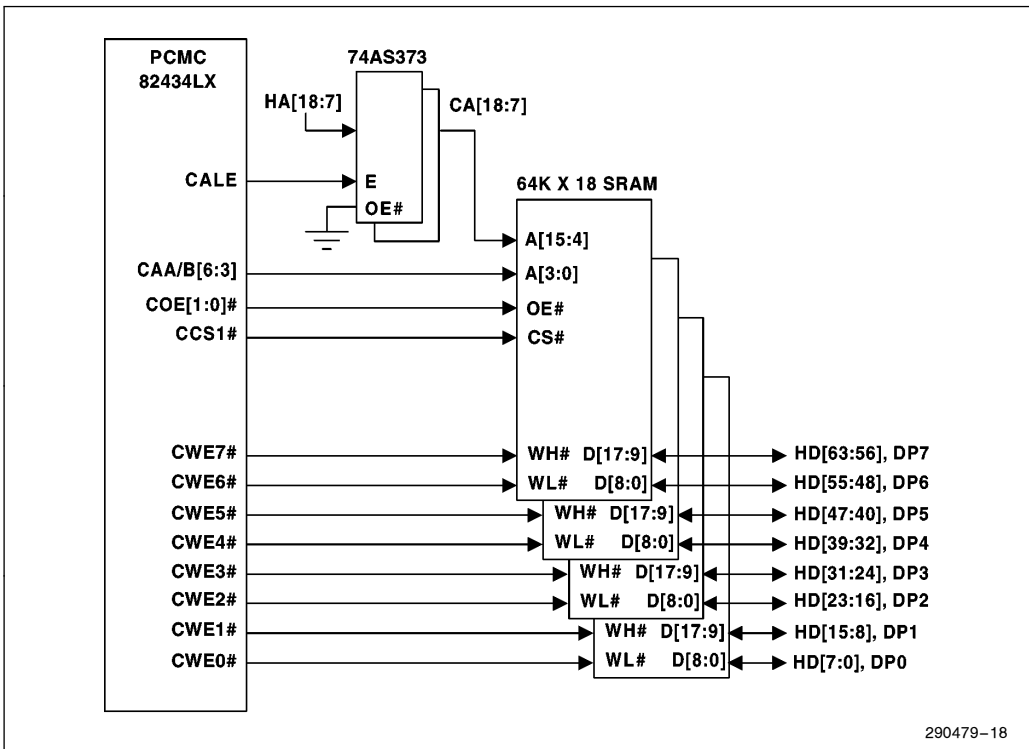 PCMC
82434LX
74AS373
HA[18:7]
CA[18:7]
CALE
E
OE#
64K X 18 SRAM
A[15:4]
CAA/B[6:3]
A[3:0]
COE[1:0]#
OE#
CCS1#
CS#
CWE7#
WH# D[17:9]
HD[63:56], DP7
CWE6#
WL# D[8:0]
HD[55:48], DP6
CWE5#
WH# D[17:9]
HD[47:40], DP5
CWE4#
WL# D[8:0]
HD[39:32], DP4
CWE3#
WH# D[17:9]
HD[31:24], DP3
CWE2#
WL# D[8:0]
HD[23:16], DP2
CWE1#
WH# D[17:9]
HD[15:8], DP1
CWE0#
WL# D[8:0]
HD[7:0], DP0
290479–18